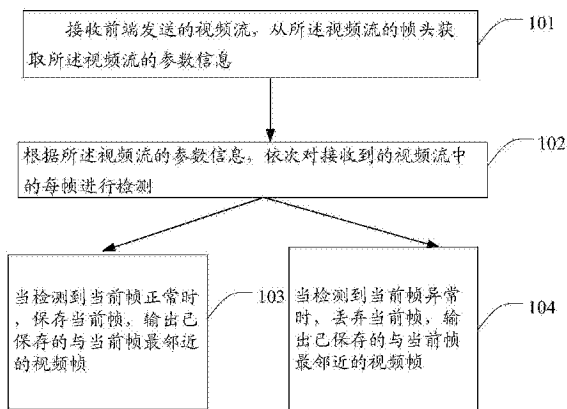 接收前端发送的视频流，从所述视频流的帧头获
取所述视频流的参数信息
101
根据所述视频流的参数信息，依次对接收到的视频流中
的每帧进行检测
102
当检测到当前帧正常时
，保存当前帧，输出已
保存的与当前帧最邻近
的视频帧
103
当检测到当前帧异常
时，丢弃当前帧，输
出已保存的与当前帧
最邻近的视频帧
104